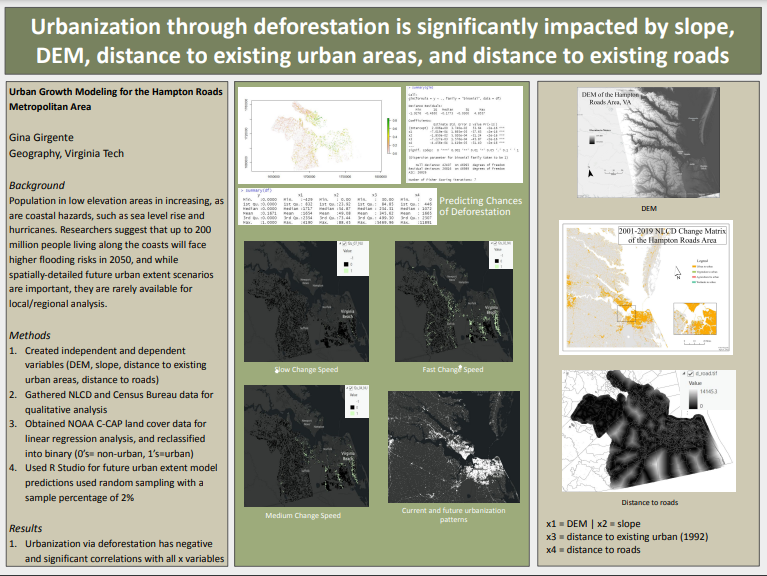 Urbanization through deforestation is significantly impacted by slope,
DEM, distance to existing urban areas, and distance to existing roads
Urban Growth Modeling for the Hampton Roads
Metropolitan Area
Gina Girgente
Geography, Virginia Tech
Background
Population in low elevation areas in increasing, as
are coastal hazards, such as sea level rise and
hurricanes. Researchers suggest that up to 200
million people living along the coasts will face
higher flooding risks in 2050, and while
spatially-detailed future urban extent scenarios
are important, they are rarely available for
local/regional analysis.
Methods
1. Created independent and dependent
variables (DEM, slope, distance to existing
urban areas, distance to roads)
2. Gathered NLCD and Census Bureau data for
qualitative analysis
3. Obtained NOAA C-CAP land cover data for
linear regression analysis, and reclassified
into binary (0's= non-urban, 1's=urban)
4. Used R Studio for future urban extent model
predictions used random sampling with a
sample percentage of 2%
Results
1. Urbanization via deforestation has negative
and significant correlations with all x variables
Predicting Chances
of Deforestation
Value
Virginia
Beach
Slow Change Speed
Value
Virginia
Beach
Fast Change Speed
Value
Virginia
Beach
Medium Change Speed
Current and future urbanization
patterns
DEM of the Hampton
Roads Area, VA
DEM
2001-2019 NLCD Change Matrix
of the Hampton Roads Area
Legend
d_road.tif
Value
14145.3
0
Distance to roads
x1 = DEM | x2 = slope
x3 = distance to existing urban (1992)
x4 = distance to roads